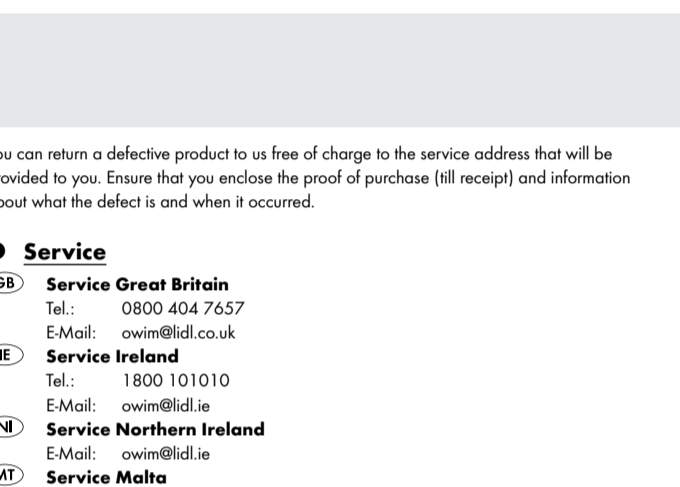 ou can return a defective product to us free of charge to the service address that will be
ovided to you. Ensure that you enclose the proof of purchase (till receipt) and information
bout what the defect is and when it occurred.
Service
GB Service Great Britain
Tel.: 0800 404 7657
E-Mail: owim@lidl.co.uk
IE Service Ireland
Tel.: 1800 101010
E-Mail: owim@lidl.ie
NI Service Northern Ireland
E-Mail: owim@lidl.ie
MT Service Malta